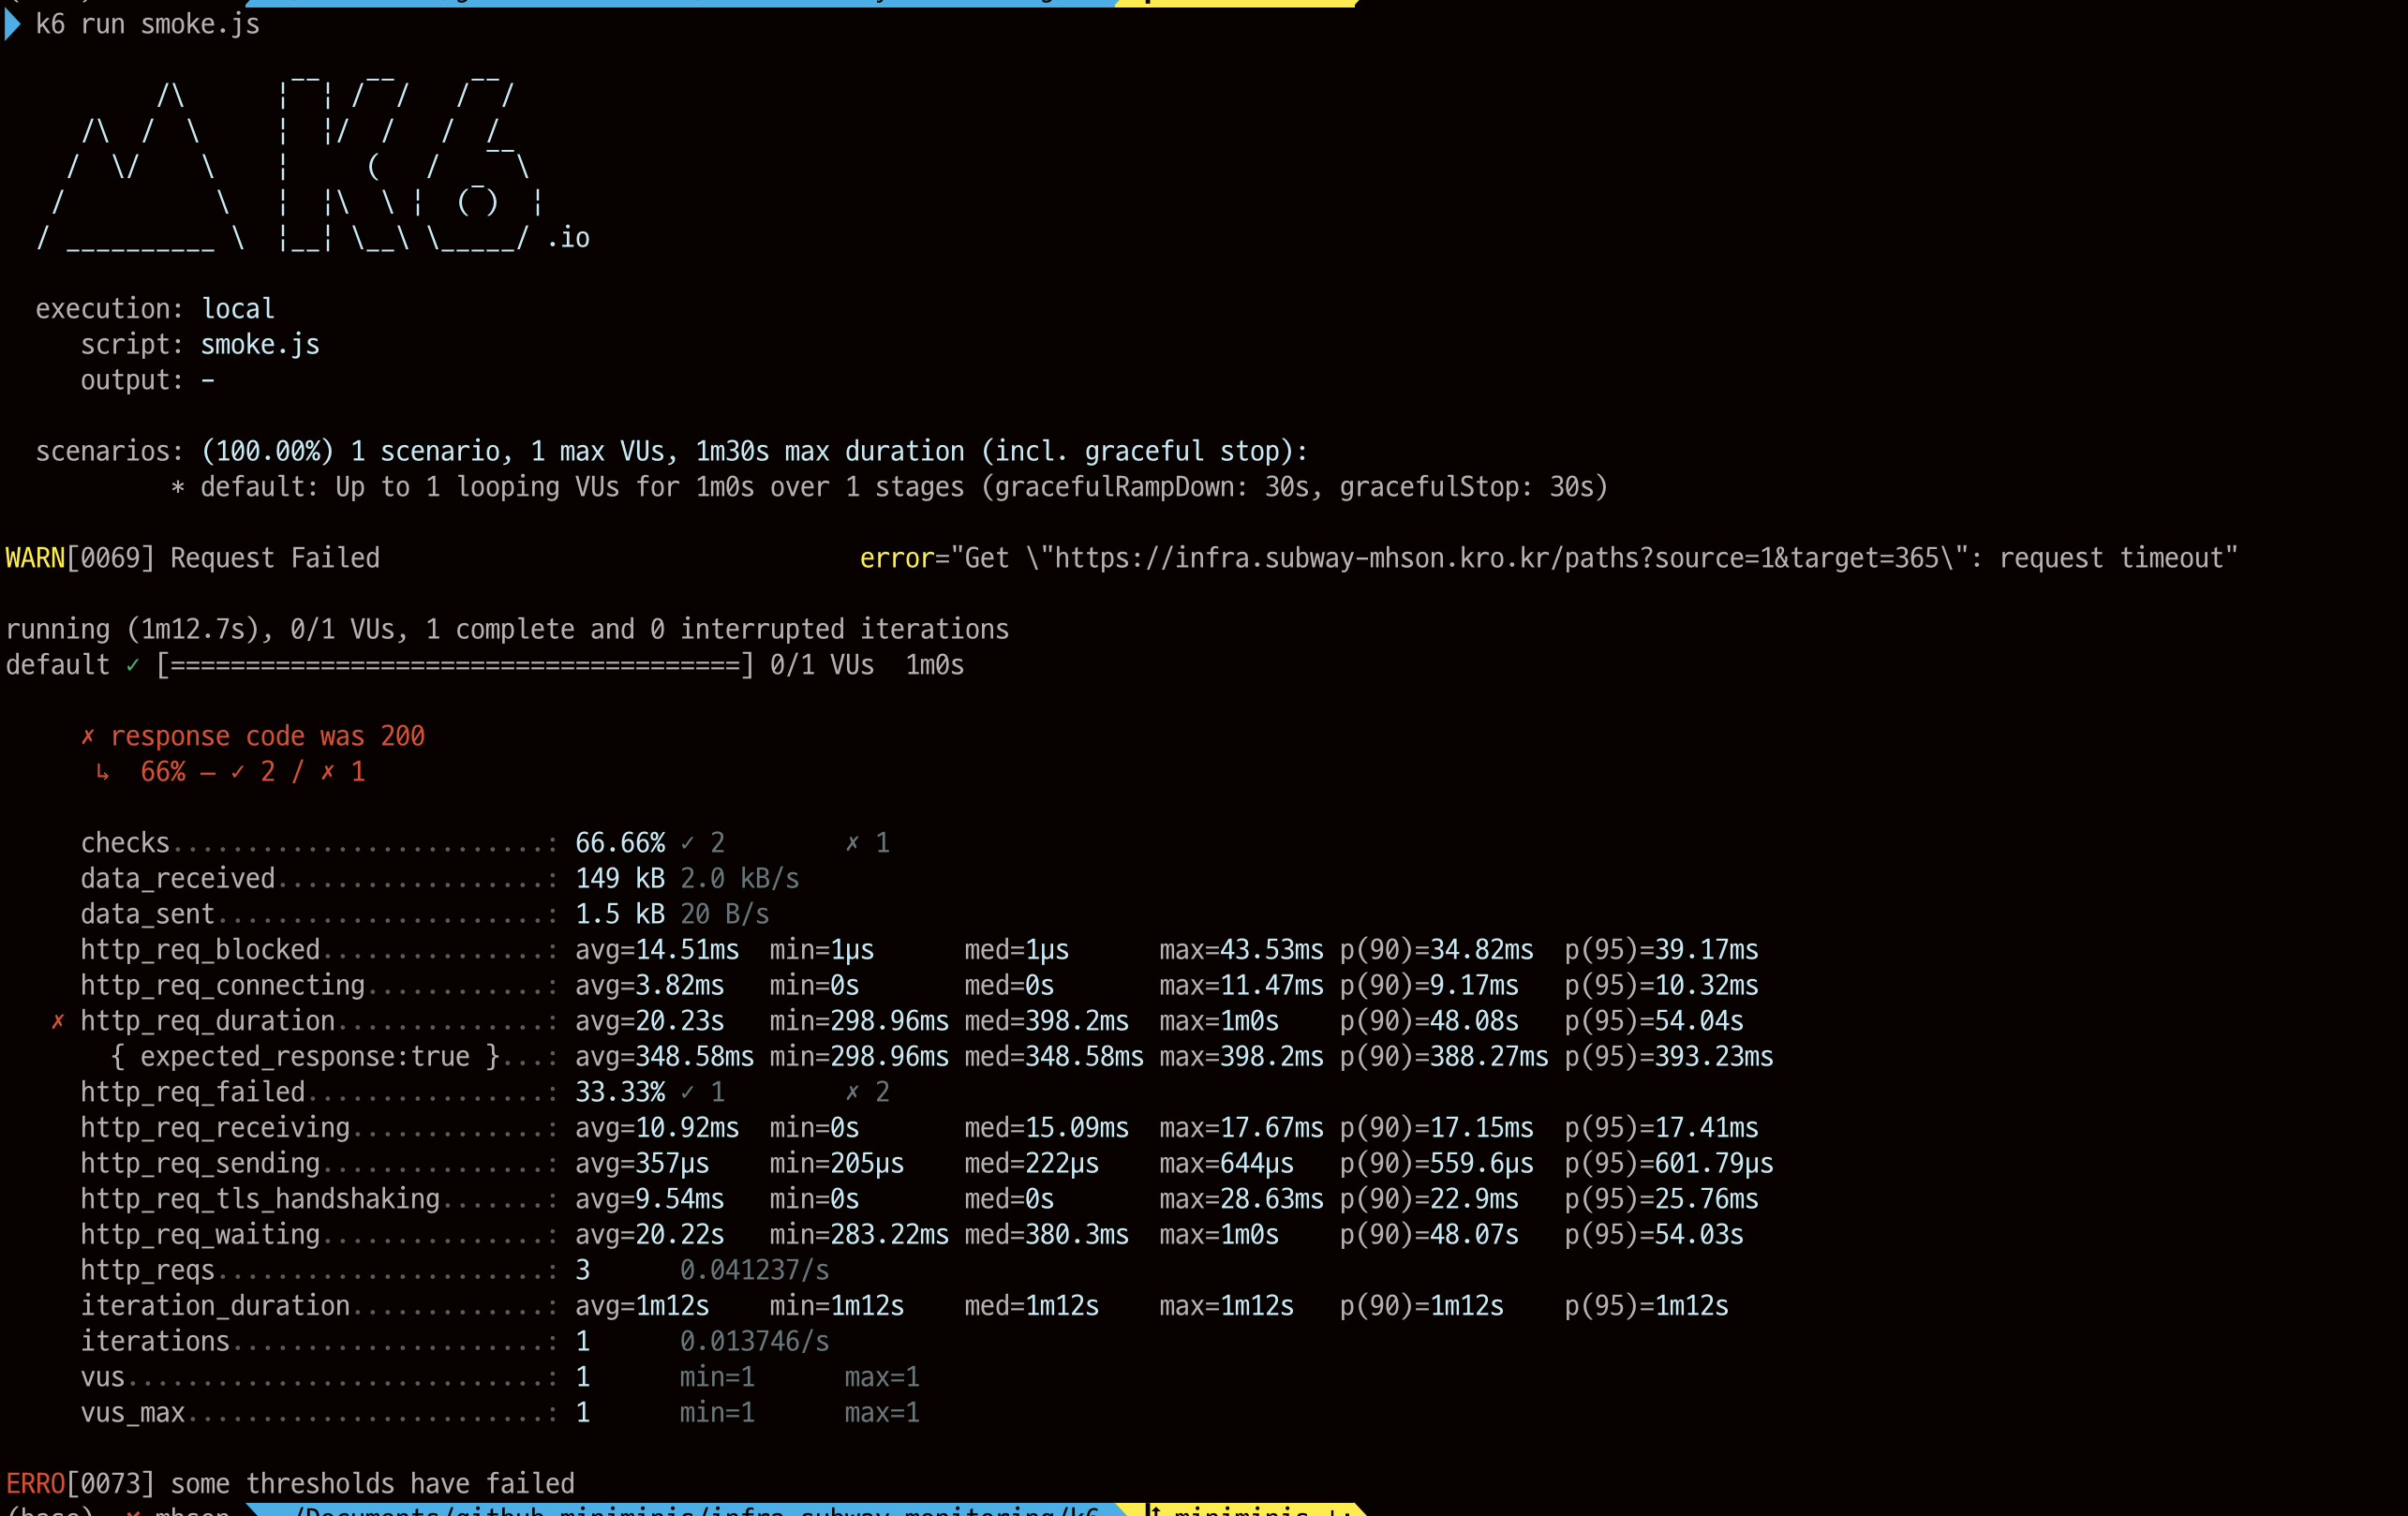 k6 run smoke.js
          /\      |‾‾| /‾‾/   /‾‾/
     /\  /  \     |  |/  /   /  /
    /  \/    \    |     (   /   ‾‾\
   /          \   |  |\  \ |  (‾)  |
  / __________ \  |__| \__\ \_____/ .io
execution: local
script: smoke.js
output: -
scenarios: (100.00%) 1 scenario, 1 max VUs, 1m30s max duration (incl. graceful stop):
* default: Up to 1 looping VUs for 1m0s over 1 stages (gracefulRampDown: 30s, gracefulStop: 30s)
WARN[0069] Request Failed error="Get \"https://infra.subway-mhson.kro.kr/paths?source=1&target=365\": request timeout"
running (1m12.7s), 0/1 VUs, 1 complete and 0 interrupted iterations
default ✓ [======================================] 0/1 VUs 1m0s
✗ response code was 200
↳ 66% — ✓ 2 / ✗ 1
checks.........................: 66.66% ✓ 2 ✗ 1
data_received..................: 149 kB 2.0 kB/s
data_sent......................: 1.5 kB 20 B/s
http_req_blocked...............: avg=14.51ms min=1µs med=1µs max=43.53ms p(90)=34.82ms p(95)=39.17ms
http_req_connecting............: avg=3.82ms min=0s med=0s max=11.47ms p(90)=9.17ms p(95)=10.32ms
✗ http_req_duration..............: avg=20.23s min=298.96ms med=398.2ms max=1m0s p(90)=48.08s p(95)=54.04s
{ expected_response:true }...: avg=348.58ms min=298.96ms med=348.58ms max=398.2ms p(90)=388.27ms p(95)=393.23ms
http_req_failed................: 33.33% ✓ 1 ✗ 2
http_req_receiving.............: avg=10.92ms min=0s med=15.09ms max=17.67ms p(90)=17.15ms p(95)=17.41ms
http_req_sending...............: avg=357µs min=205µs med=222µs max=644µs p(90)=559.6µs p(95)=601.79µs
http_req_tls_handshaking.......: avg=9.54ms min=0s med=0s max=28.63ms p(90)=22.9ms p(95)=25.76ms
http_req_waiting...............: avg=20.22s min=283.22ms med=380.3ms max=1m0s p(90)=48.07s p(95)=54.03s
http_reqs......................: 3 0.041237/s
iteration_duration.............: avg=1m12s min=1m12s med=1m12s max=1m12s p(90)=1m12s p(95)=1m12s
iterations.....................: 1 0.013746/s
vus............................: 1 min=1 max=1
vus_max........................: 1 min=1 max=1
ERRO[0073] some thresholds have failed
(base) ✗ mhson ~/Documents/github-miniminis/infra-subway-monitoring/k6